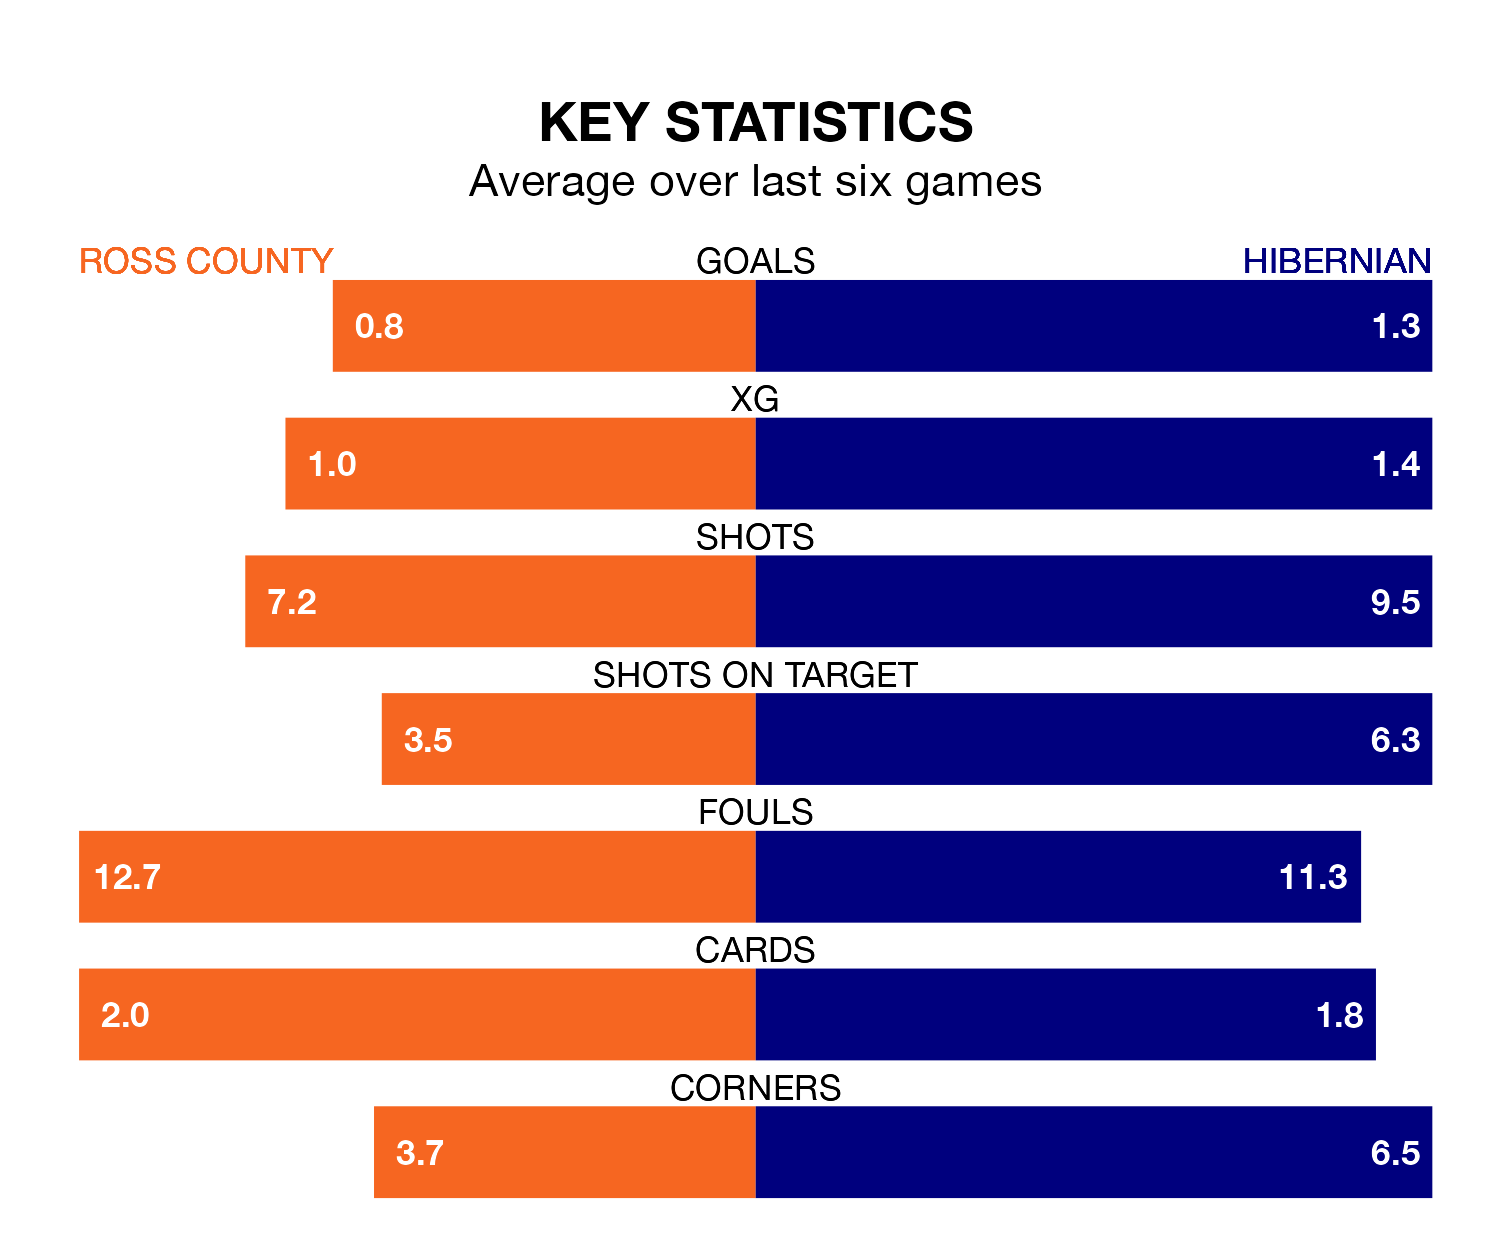 KEY STATISTICS
Average over last six games
ROSS COUNTY GOALS HIBERNIAN
0.8 1.3
XG
1.0 1.4
SHOTS
7.2 9.5
SHOTS ON TARGET
3.5 6.3
FOULS
12.7 11.3
CARDS
2.0 1.8
CORNERS
3.7 6.5